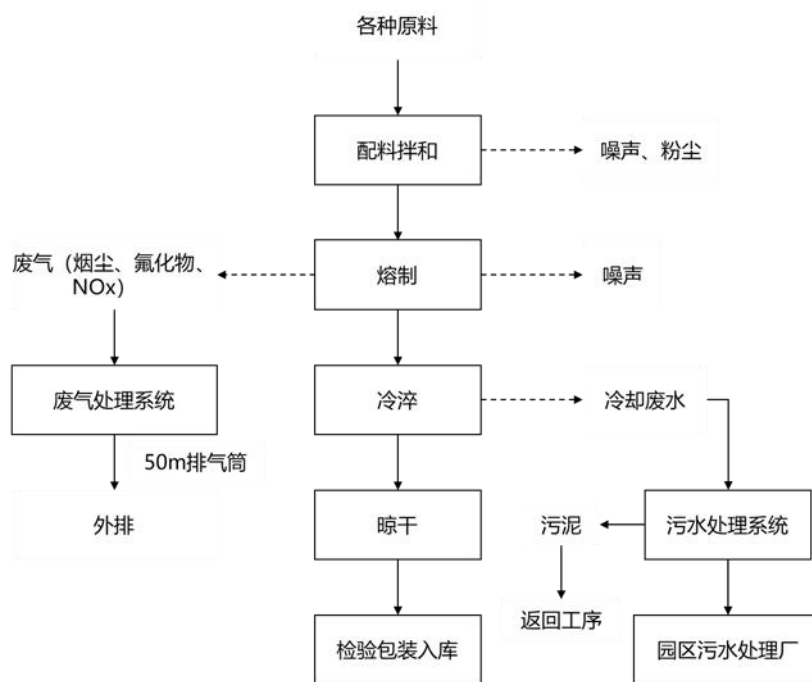 各种原料
配料拌和
噪声、粉尘
废气（烟尘、氟化物、
NOx）
熔制
噪声
废气处理系统
冷淬
冷却废水
50m排气筒
外排
晾干
污泥
污水处理系统
返回工序
检验包装入库
园区污水处理厂